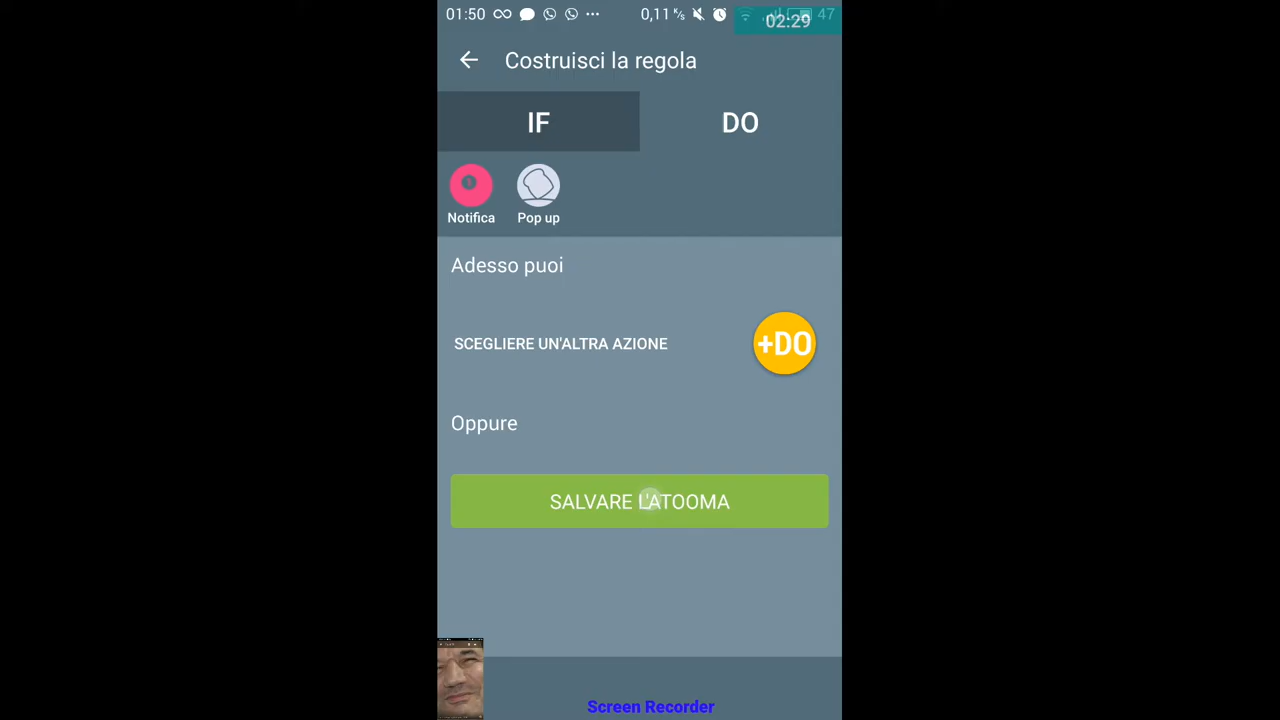 01:50 0,11 K/s 47
02:29
Costruisci la regola
IF DO
Notifica Pop up
Adesso puoi
SCEGLIERE UN'ALTRA AZIONE +DO
Oppure
SALVARE L'ATOOMA
Screen Recorder